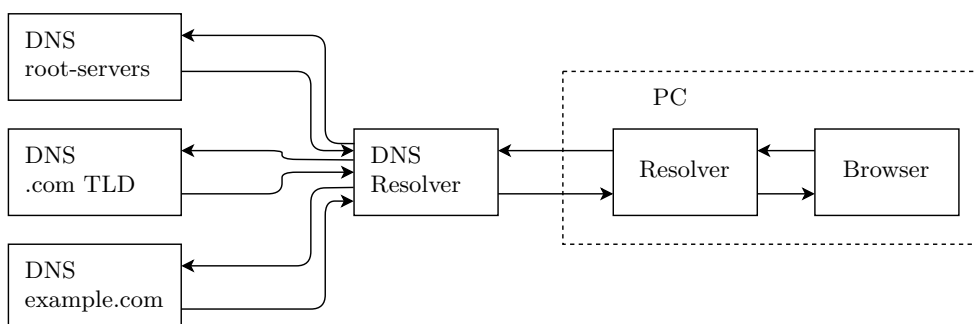 DNS
root-servers
DNS
.com TLD
DNS
example.com
DNS
Resolver
PC
Resolver
Browser